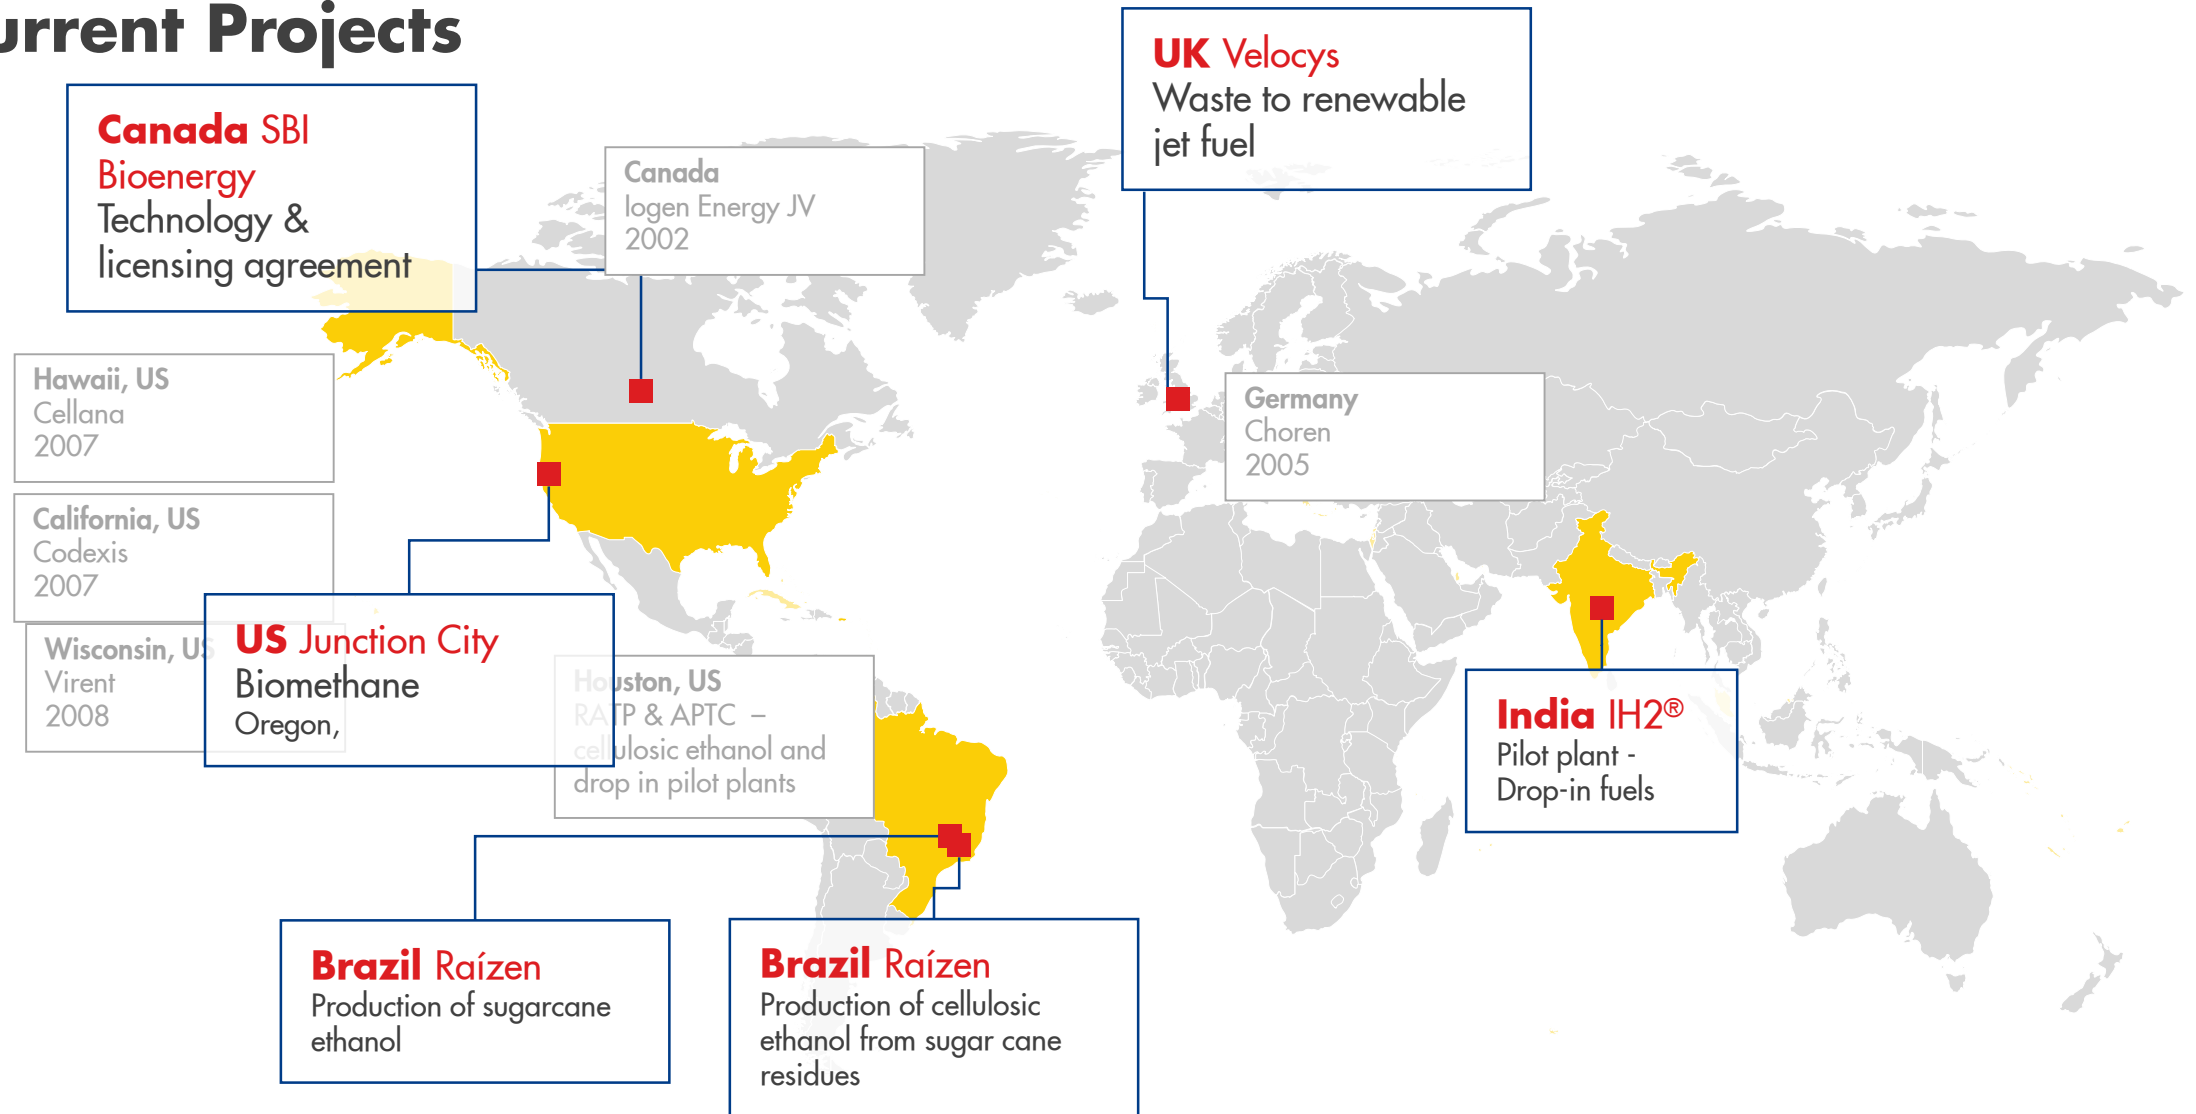 urrent Projects
UK Velocys
Waste to renewable
jet fuel
Canada SBI
Bioenergy
Technology &
licensing agreement
Canada
Iogen Energy JV
2002
Hawaii, US
Cellana
2007
Germany
Choren
2005
California, US
Codexis
2007
Wisconsin, US
Virent
2008
US Junction City
Biomethane
Oregon,
Houston, US
RATP & APTC –
cellulosic ethanol and
drop in pilot plants
India IH2®
Pilot plant -
Drop-in fuels
Brazil Raízen
Production of sugarcane
ethanol
Brazil Raízen
Production of cellulosic
ethanol from sugar cane
residues